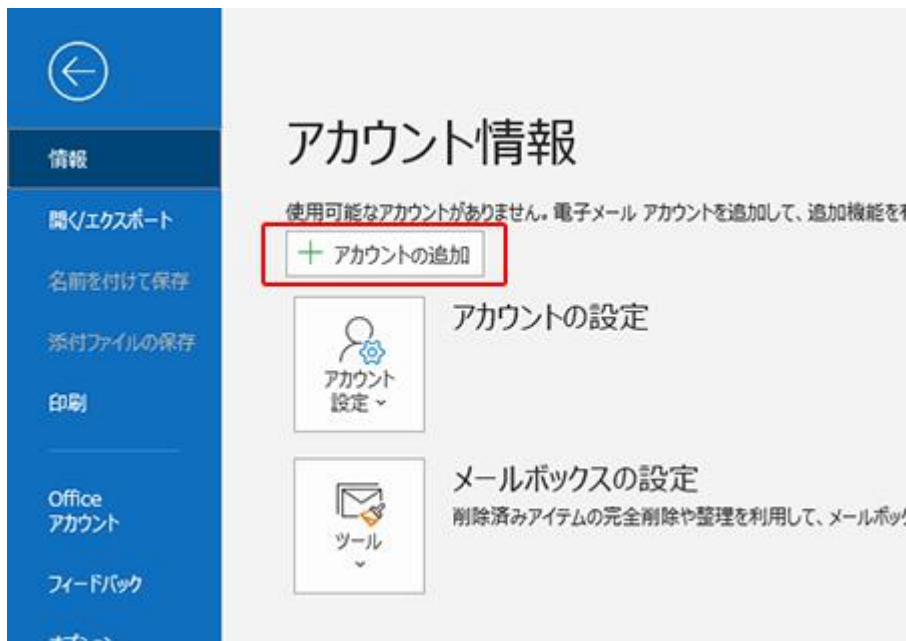 情報
開く/エクスポート
名前を付けて保存
添付ファイルの保存
印刷
Office
アカウント
フィードバック
アカウント情報
使用可能なアカウントがありません。電子メール アカウントを追加して、追加機能を
アカウントの追加
アカウント
設定
アカウントの設定
ツール
メールボックスの設定
削除済みアイテムの完全削除や整理を利用して、メールボッ